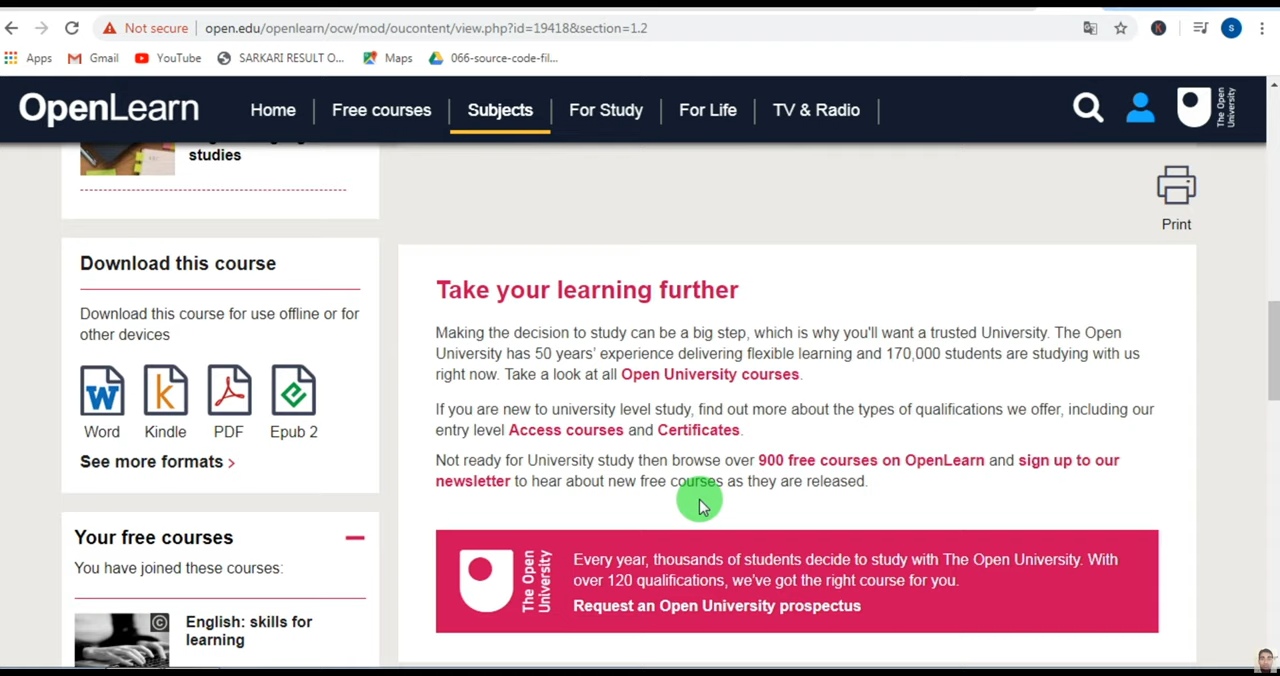 Not secure open.edu/openlearn/ocw/mod/oucontent/view.php?id=19418&section=1.2
Apps Gmail YouTube SARKARI RESULT O... Maps 066-source-code-fil...
OpenLearn Home Free courses Subjects For Study For Life TV & Radio The Open University
studies
Print
Download this course
Download this course for use offline or for
other devices
Word Kindle PDF Epub 2
See more formats >
Your free courses
You have joined these courses:
English: skills for
learning
Take your learning further
Making the decision to study can be a big step, which is why you'll want a trusted University. The Open
University has 50 years' experience delivering flexible learning and 170,000 students are studying with us
right now. Take a look at all Open University courses.
If you are new to university level study, find out more about the types of qualifications we offer, including our
entry level Access courses and Certificates.
Not ready for University study then browse over 900 free courses on OpenLearn and sign up to our
newsletter to hear about new free courses as they are released.
The Open University
Every year, thousands of students decide to study with The Open University. With
over 120 qualifications, we've got the right course for you.
Request an Open University prospectus